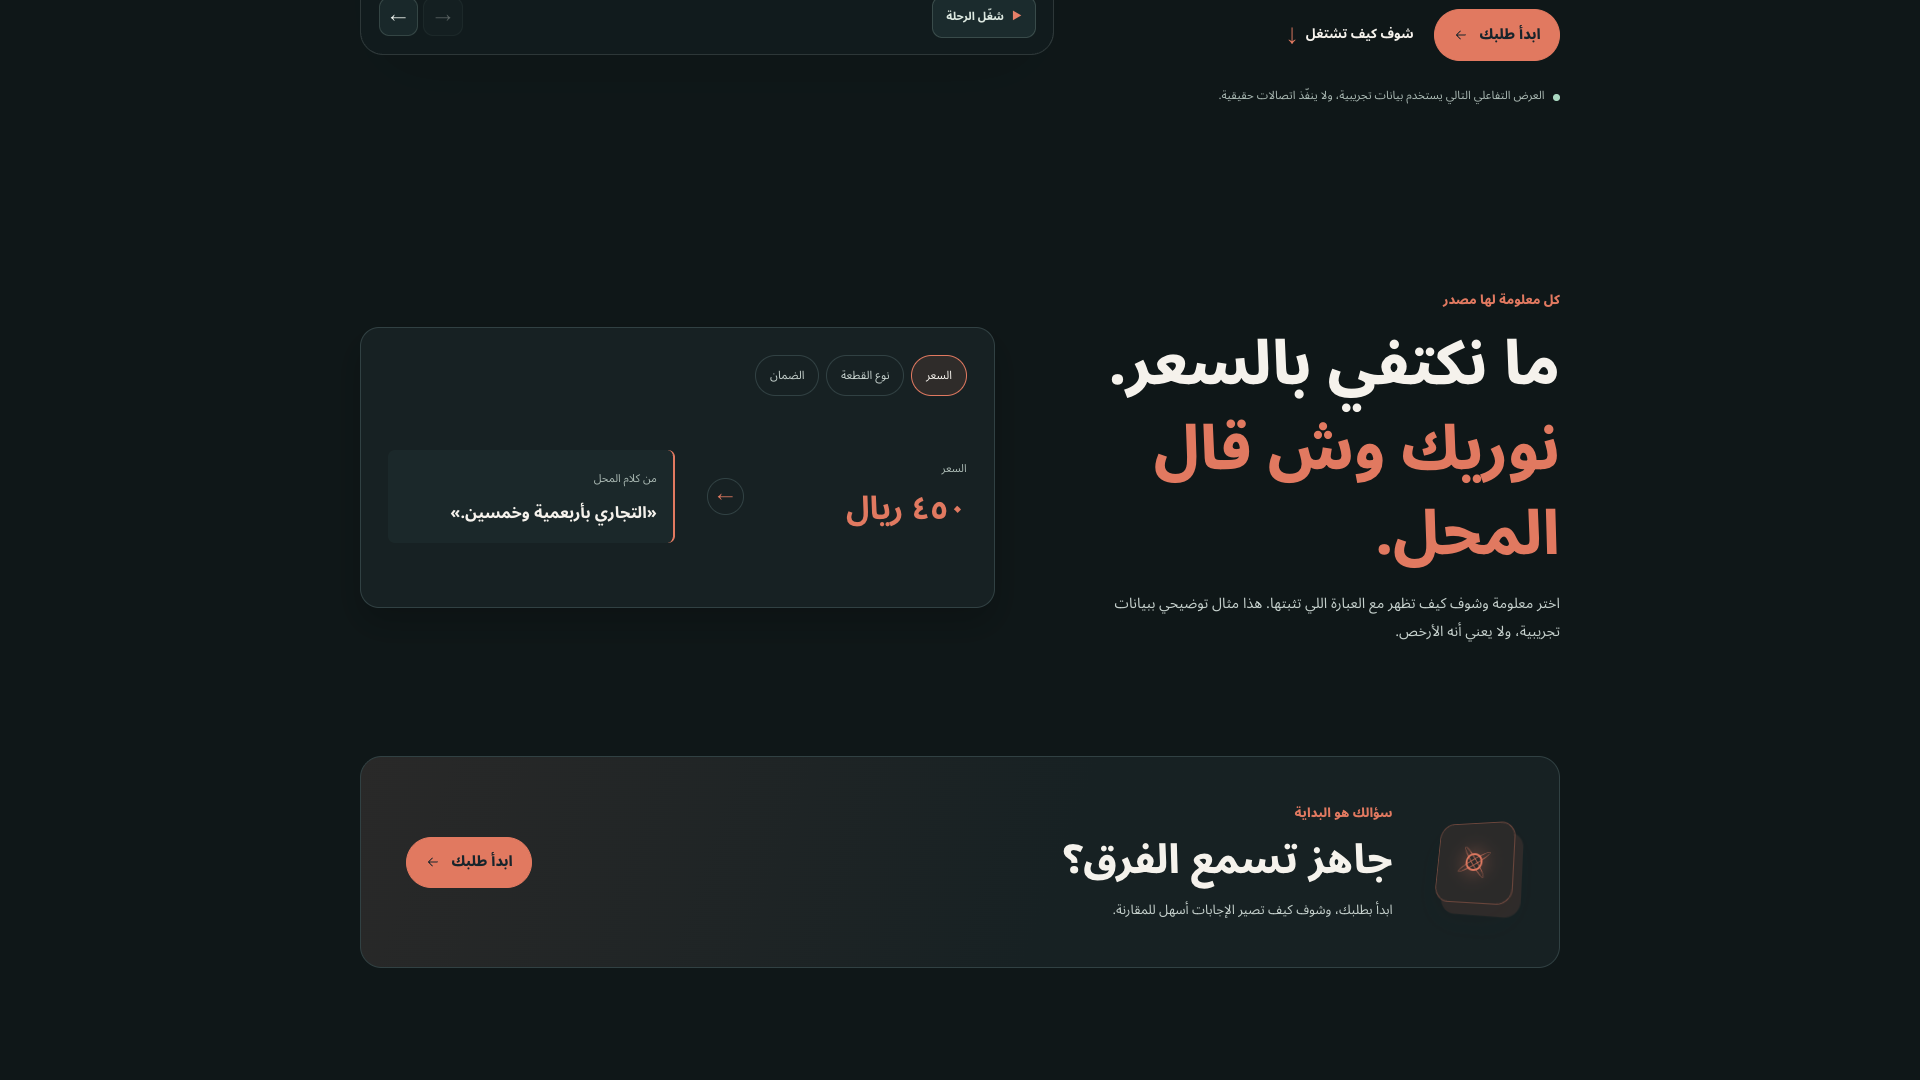 ابدأ طلبك ←
شوف كيف تشتغل ↓
العرض التفاعلي التالي يستخدم بيانات تجريبية، ولا ينفّذ اتصالات حقيقية.
شغّل الرحلة
→ ←
كل معلومة لها مصدر
ما نكتفي بالسعر.
نوريك وش قال
المحل.
اختر معلومة وشوف كيف تظهر مع العبارة اللي تثبتها. هذا مثال توضيحي ببيانات
تجريبية، ولا يعني أنه الأرخص.
السعر
نوع القطعة
الضمان
السعر
٤٥٠ ريال
←
من كلام المحل
«التجاري بأربعمية وخمسين.»
سؤالك هو البداية
جاهز تسمع الفرق؟
ابدأ بطلبك، وشوف كيف تصير الإجابات أسهل للمقارنة.
ابدأ طلبك ←